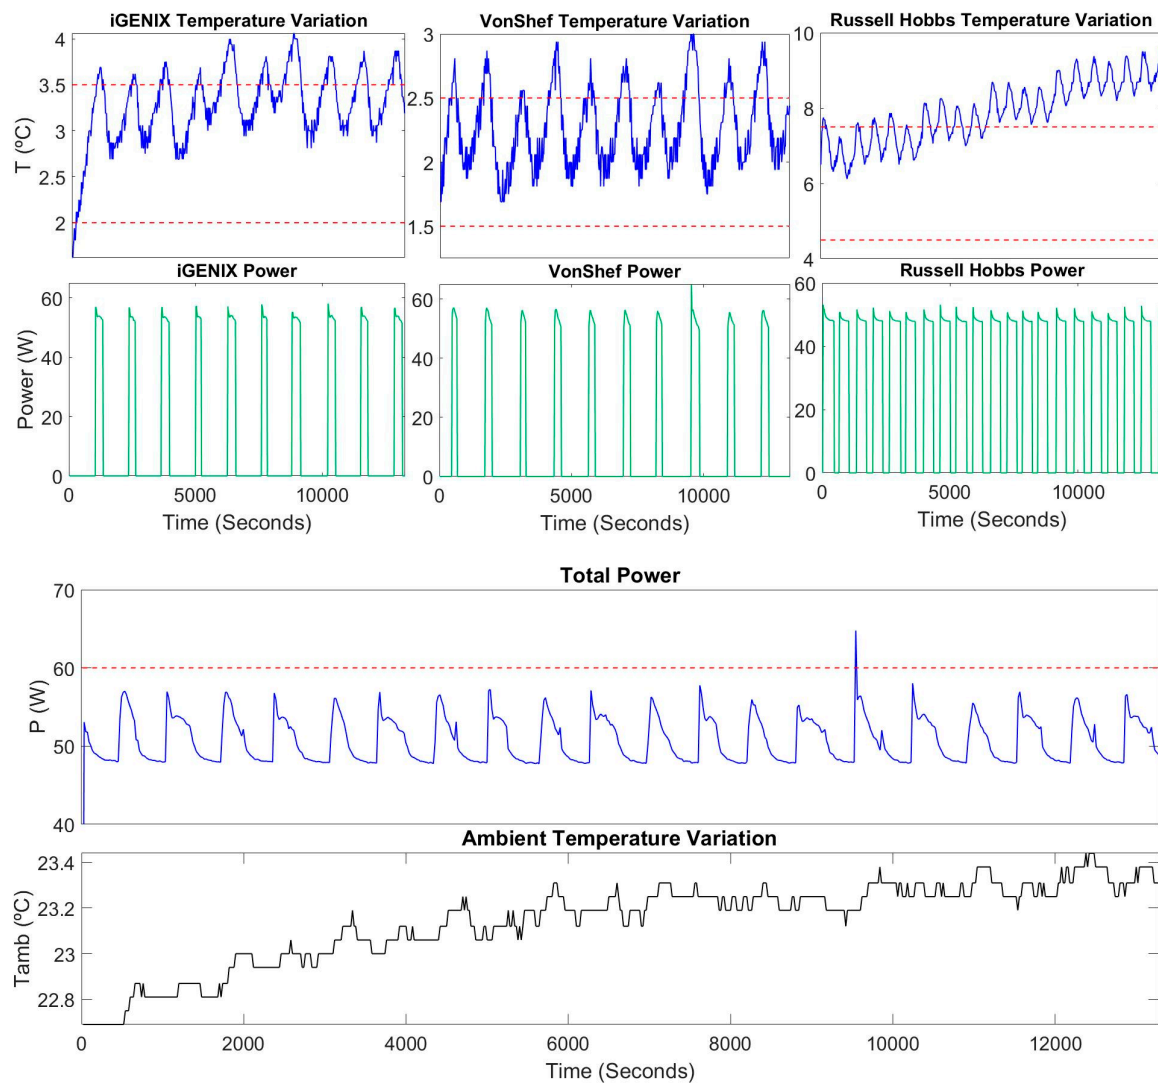 iGENIX Temperature Variation
VonShef Temperature Variation
Russell Hobbs Temperature Variation
T (ºC)
4
3.5
3
2.5
2
3
2.5
2
1.5
10
8
6
4
iGENIX Power
VonShef Power
Russell Hobbs Power
Power (W)
60
40
20
0
60
40
20
0
60
40
20
0
0 5000 10000
0 5000 10000
0 5000 10000
Time (Seconds)
Time (Seconds)
Time (Seconds)
Total Power
P (W)
70
60
50
40
Ambient Temperature Variation
Tamb (ºC)
23.4
23.2
23
22.8
0 2000 4000 6000 8000 10000 12000
Time (Seconds)